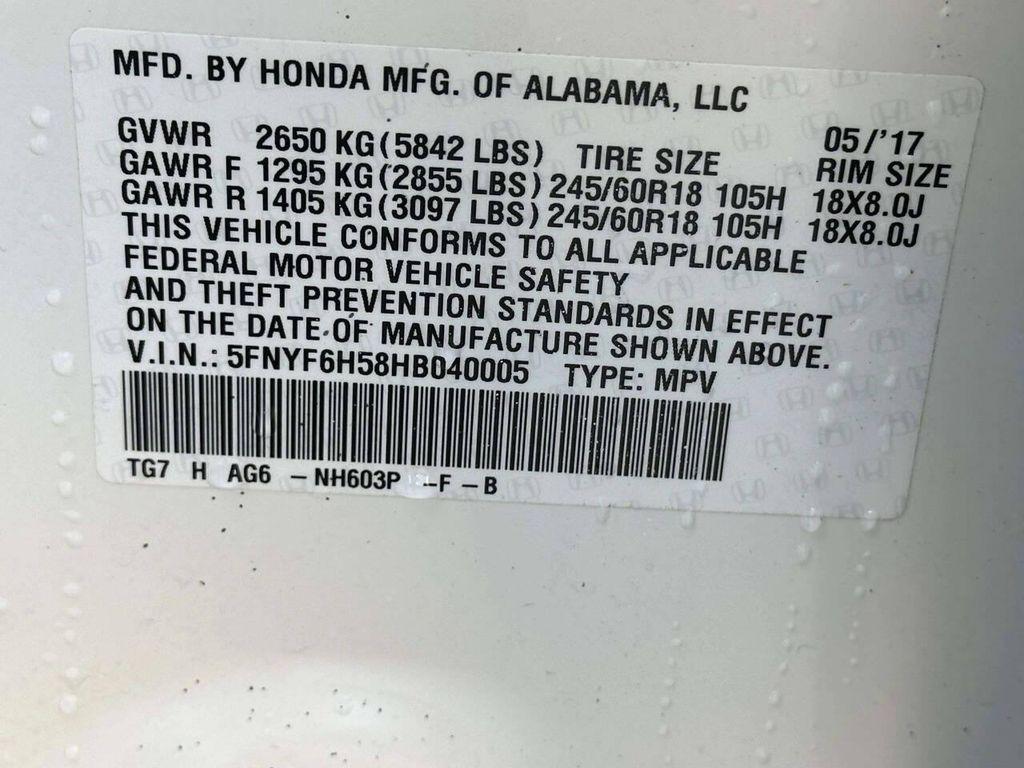 MFD. BY HONDA MFG. OF ALABAMA, LLC
05/'17
GVWR 2650 KG(5842 LBS) TIRE SIZE RIM SIZE
GAWR F 1295 KG(2855 LBS) 245/60R18 105H 18X8.0J
GAWR R 1405 KG(3097 LBS) 245/60R18 105H 18X8.0J
THIS VEHICLE CONFORMS TO ALL APPLICABLE
FEDERAL MOTOR VEHICLE SAFETY
AND THEFT PREVENTION STANDARDS IN EFFECT
ON THE DATE OF MANUFACTURE SHOWN ABOVE.
V.I.N.: 5FNYF6H58HB040005 TYPE: MPV
TG7 H AG6 – NH603P –F – B